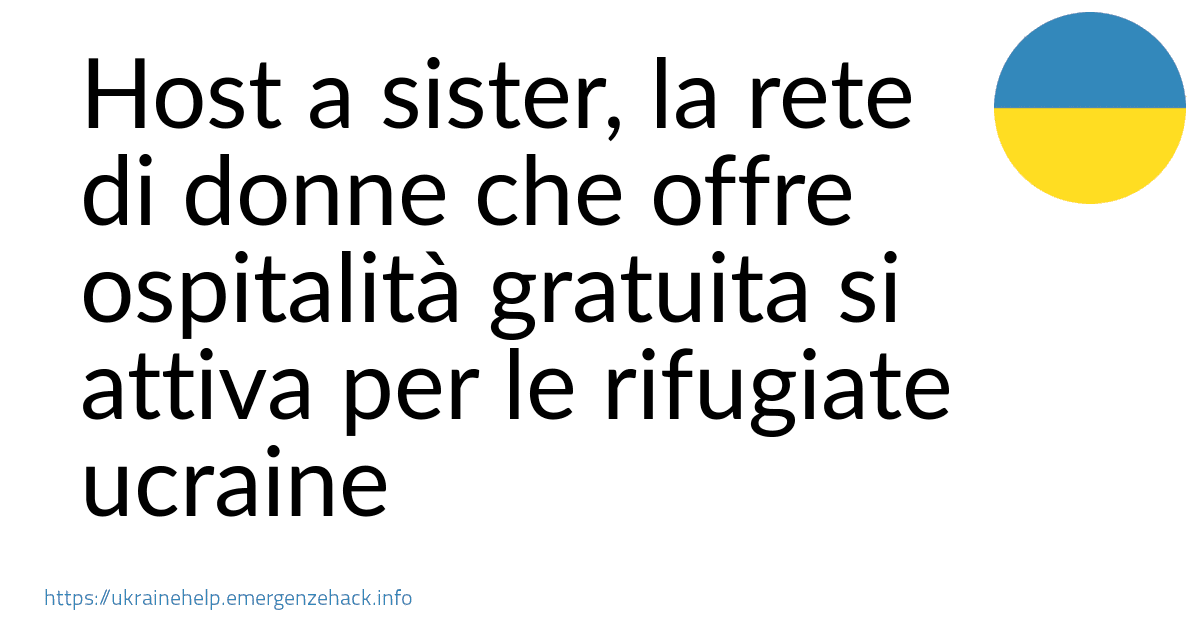 Host a sister, la rete
di donne che offre
ospitalità gratuita si
attiva per le rifugiate
ucraine
https://ukrainehelp.emergenzehack.info